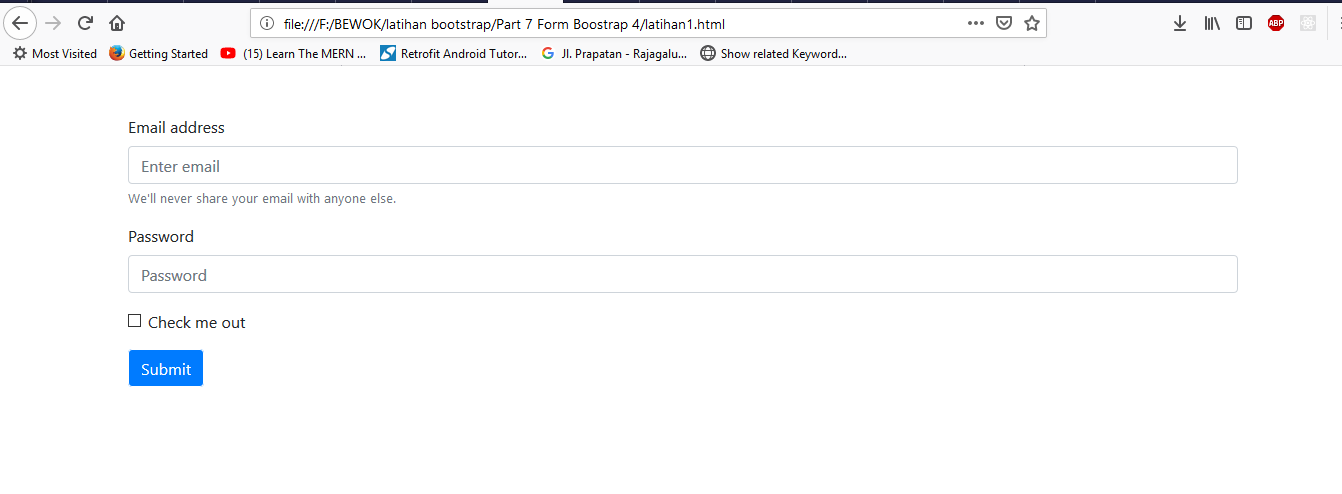 file:///F:/BEWOK/latihan bootstrap/Part 7 Form Boostrap 4/latihan1.html
ABP
Most Visited Getting Started (15) Learn The MERN ... Retrofit Android Tutor... Jl. Prapatan - Rajagalu... Show related Keyword...
Email address
Enter email
We'll never share your email with anyone else.
Password
Password
Check me out
Submit